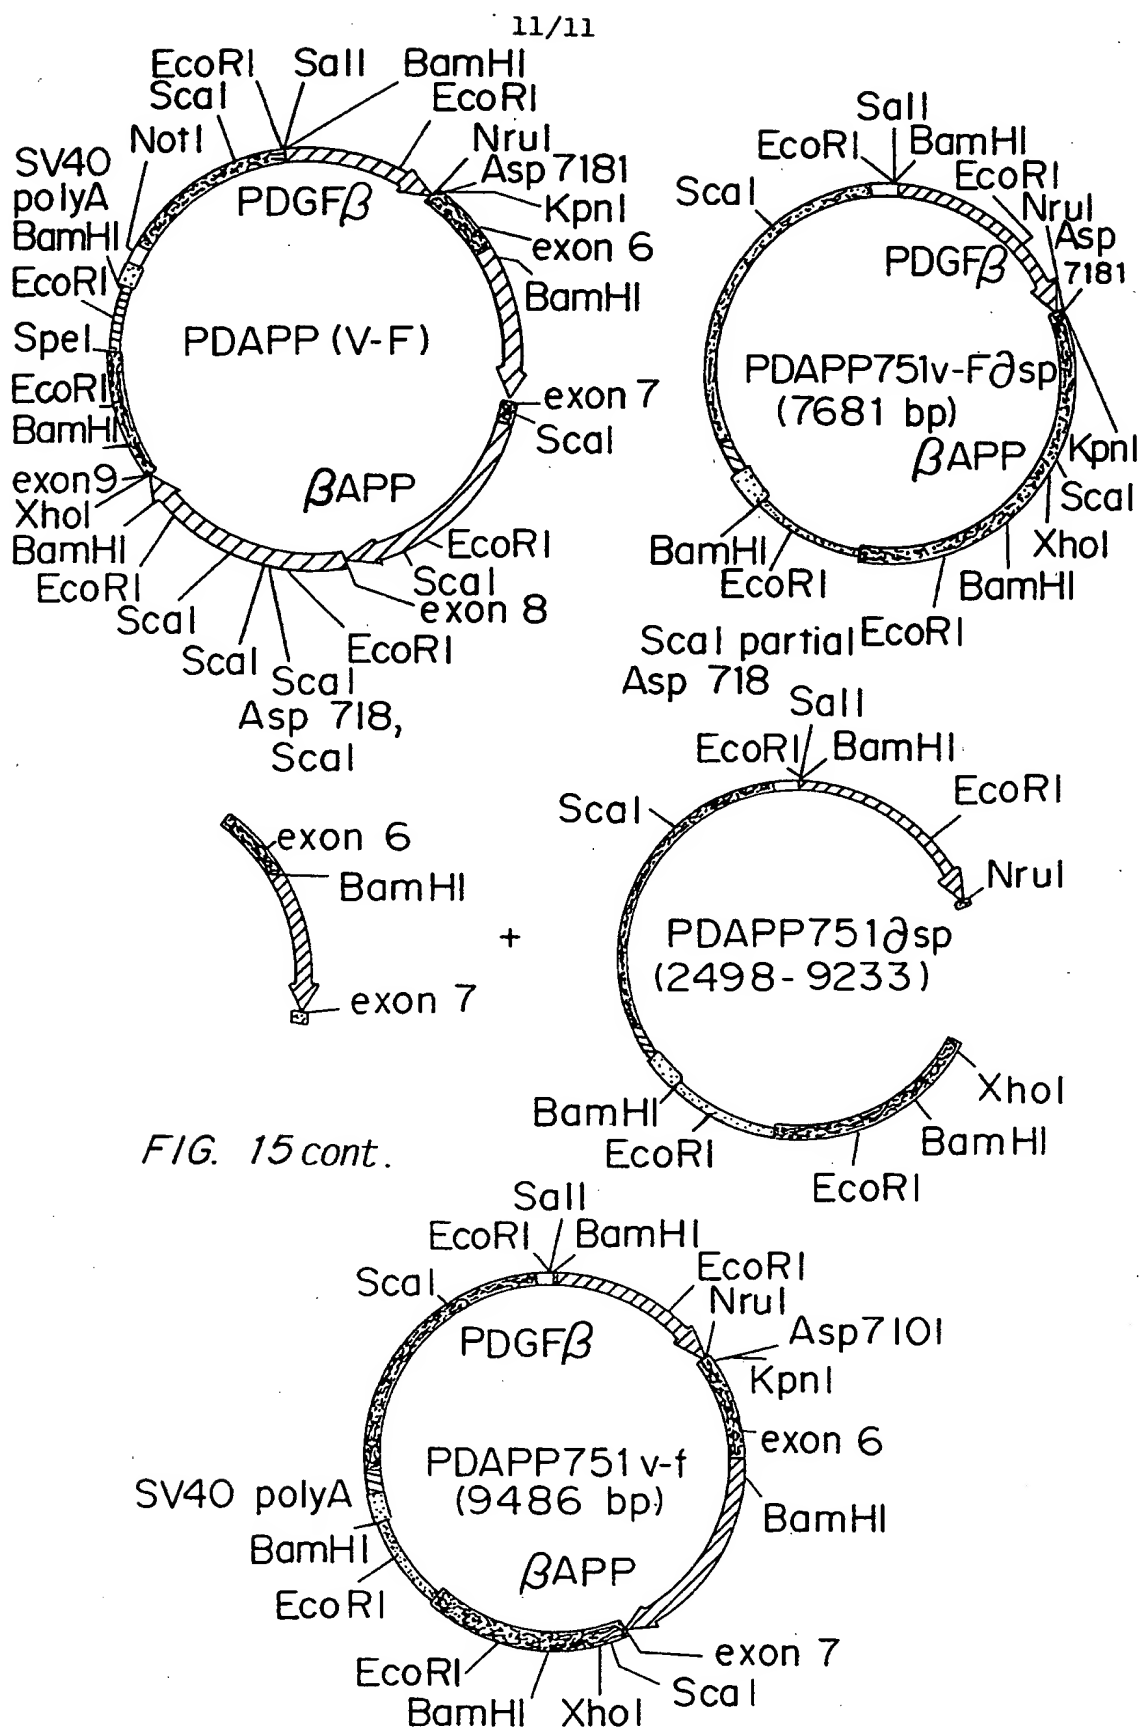 11/11
EcoRI
SalI
BamHI
ScaI
EcoRI
NotI
NruI
SV40
polyA
Asp 7181
PDGFβ
KpnI
BamHI
exon 6
EcoRI
BamHI
SpeI
PDAPP (V-F)
EcoRI
exon 7
BamHI
ScaI
exon 9
βAPP
XhoI
BamHI
EcoRI
EcoRI
ScaI
ScaI
exon 8
ScaI
EcoRI
ScaI
Asp 718,
ScaI
SalI
EcoRI
BamHI
EcoRI
ScaI
NruI
Asp
7181
PDGFβ
PDAPP751v-F∂sp
(7681 bp)
βAPP
KpnI
ScaI
XhoI
BamHI
BamHI
EcoRI
EcoRI
ScaI partial
Asp 718
SalI
EcoRI
BamHI
ScaI
EcoRI
exon 6
BamHI
NruI
+
PDAPP751∂sp
(2498-9233)
exon 7
XhoI
BamHI
BamHI
EcoRI
EcoRI
FIG. 15 cont.
SalI
EcoRI
BamHI
ScaI
EcoRI
NruI
PDGFβ
Asp7101
KpnI
exon 6
PDAPP751 v-f
(9486 bp)
SV40 polyA
BamHI
BamHI
βAPP
EcoRI
exon 7
EcoRI
ScaI
BamHI
XhoI